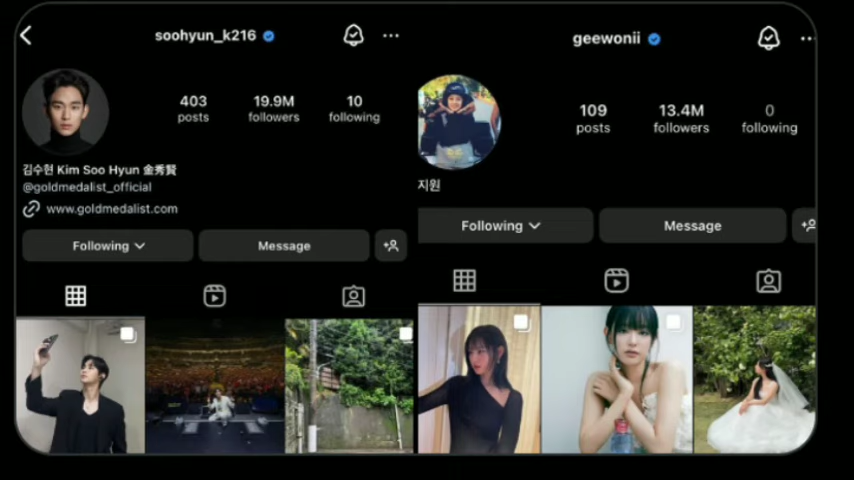 soohyun_k216
403 19.9M 10
posts followers following
김수현 Kim Soo Hyun 金秀賢
@goldmedalist_official
www.goldmedalist.com
Following Message
geewonii
109 13.4M 0
posts followers following
지원
Following Message